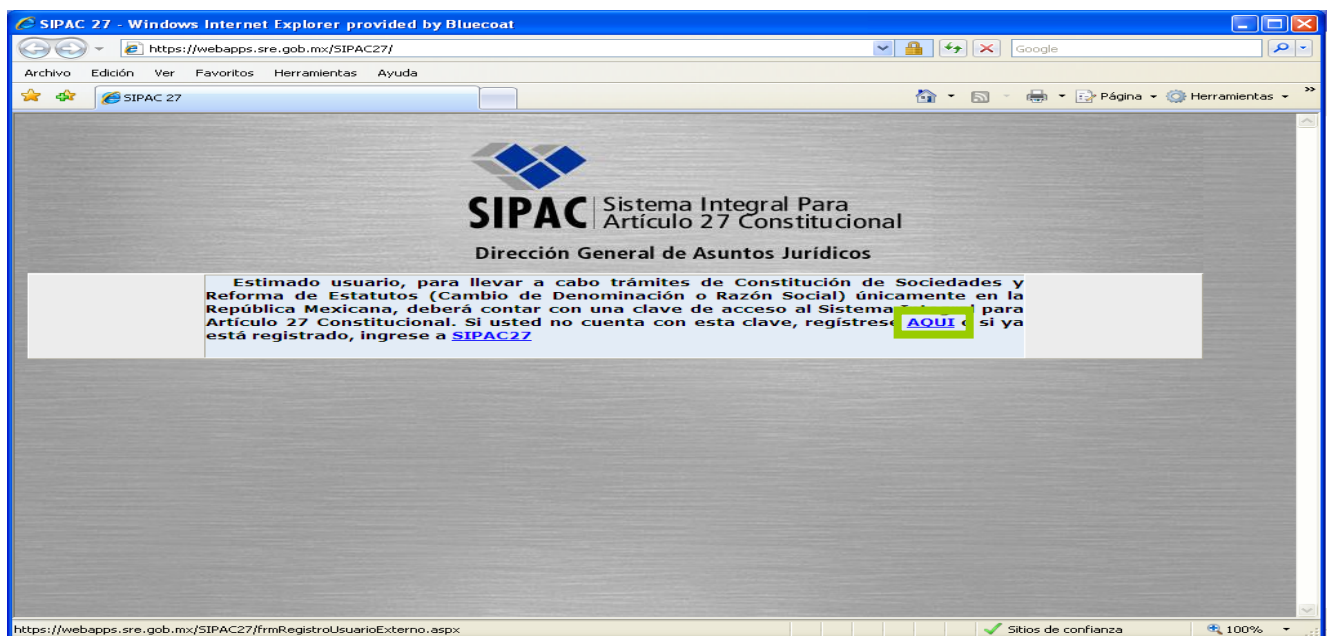 SIPAC 27 - Windows Internet Explorer provided by Bluecoat
https://webapps.sre.gob.mx/SIPAC27/
Google
Archivo Edición Ver Favoritos Herramientas Ayuda
SIPAC 27
Página
Herramientas
SIPAC Sistema Integral Para
Artículo 27 Constitucional
Dirección General de Asuntos Jurídicos
Estimado usuario, para llevar a cabo trámites de Constitución de Sociedades y
Reforma de Estatutos (Cambio de Denominación o Razón Social) únicamente en la
República Mexicana, deberá contar con una clave de acceso al Sistema Integral para
Artículo 27 Constitucional. Si usted no cuenta con esta clave, regístrese AQUI o si ya
está registrado, ingrese a SIPAC27
https://webapps.sre.gob.mx/SIPAC27/frmRegistroUsuarioExterno.aspx
Sitios de confianza
100%